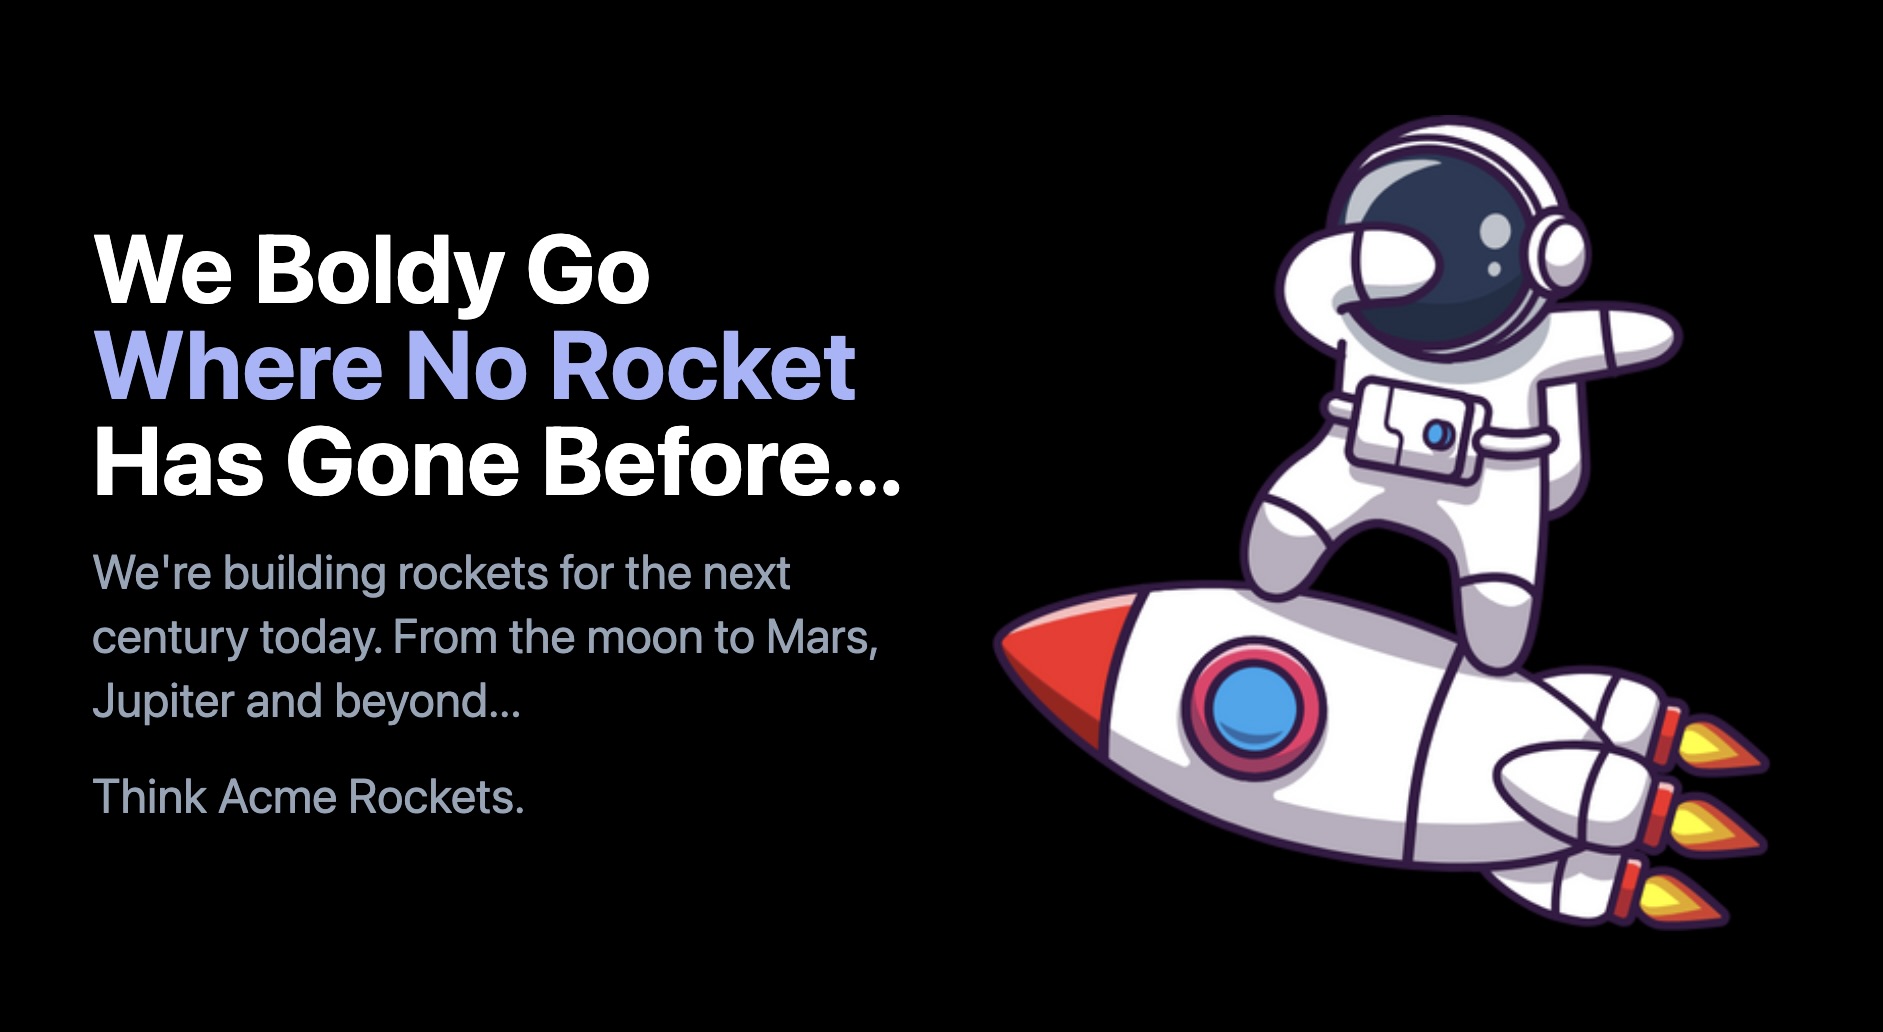 We Boldy Go
Where No Rocket
Has Gone Before...
We're building rockets for the next
century today. From the moon to Mars,
Jupiter and beyond...
Think Acme Rockets.